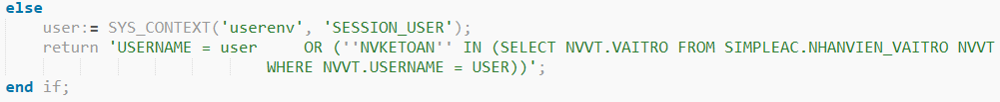 else
user:= SYS_CONTEXT('userenv', 'SESSION_USER');
return 'USERNAME = user OR (''NVKETOAN'' IN (SELECT NVVT.VAITRO FROM SIMPLEAC.NHANVIEN_VAITRO NVVT
WHERE NVVT.USERNAME = USER))';
end if;